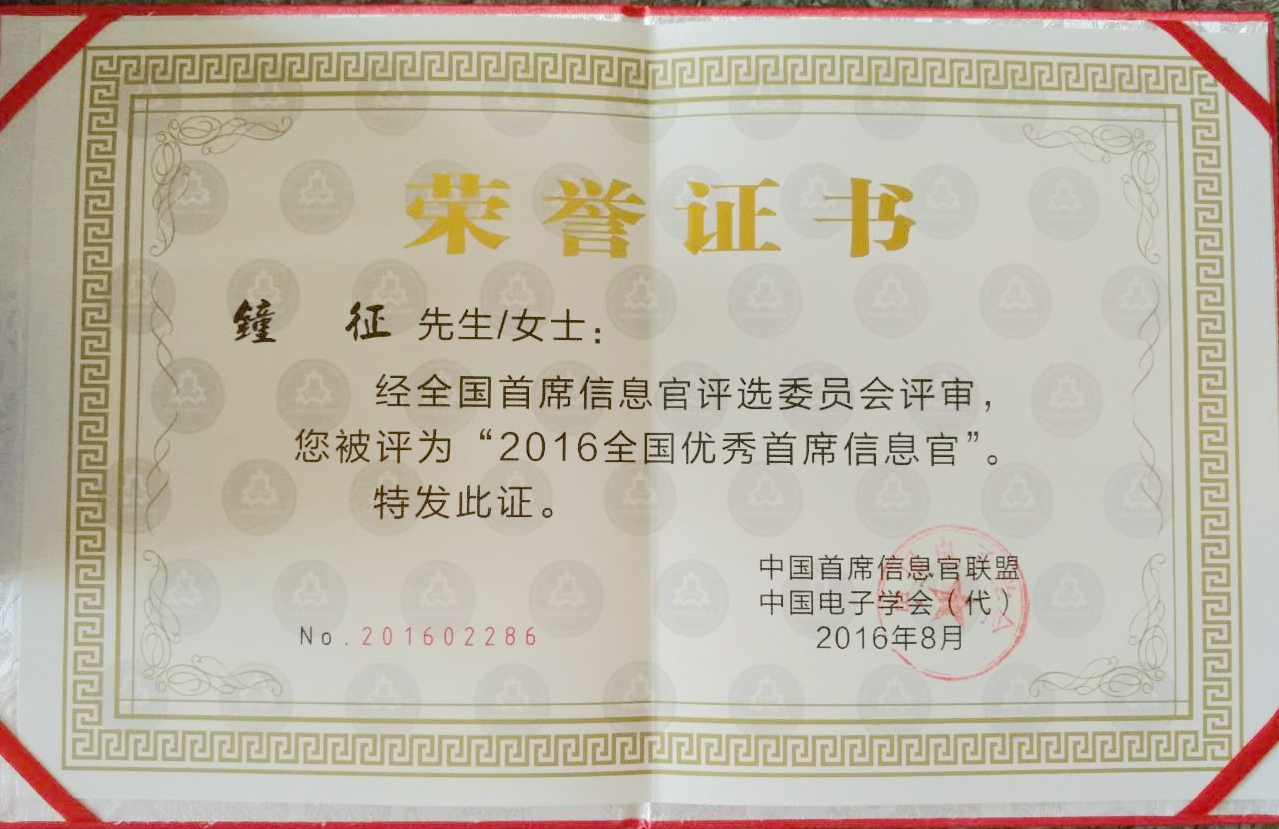 荣誉证书
鐘 征 先生/女士：
经全国首席信息官评选委员会评审，
您被评为“2016全国优秀首席信息官”。
特发此证。
中国首席信息官联盟
中国电子学会（代）
2016年8月
No.201602286